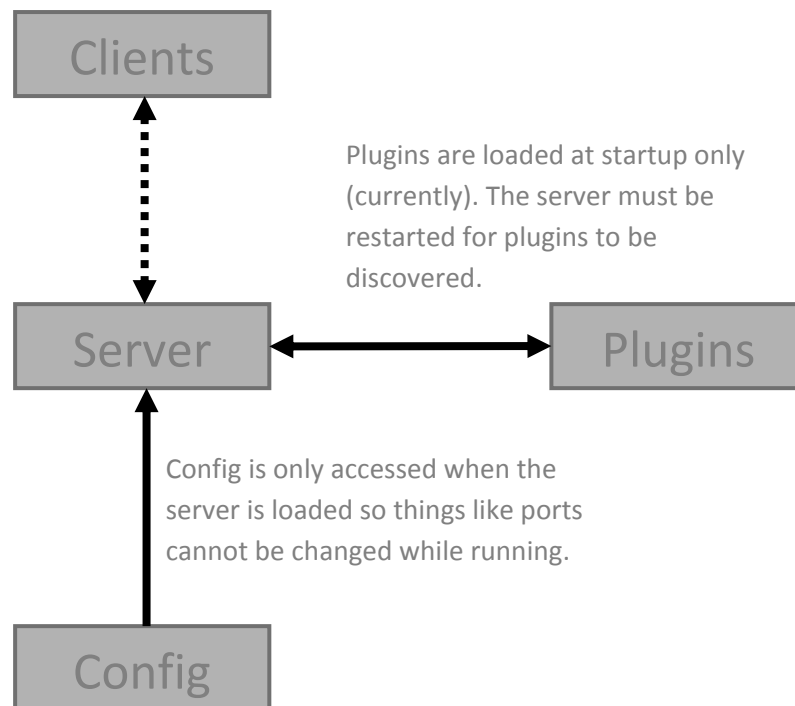 Clients
Plugins are loaded at startup only
(currently). The server must be
restarted for plugins to be
discovered.
Server
Plugins
Config is only accessed when the
server is loaded so things like ports
cannot be changed while running.
Config